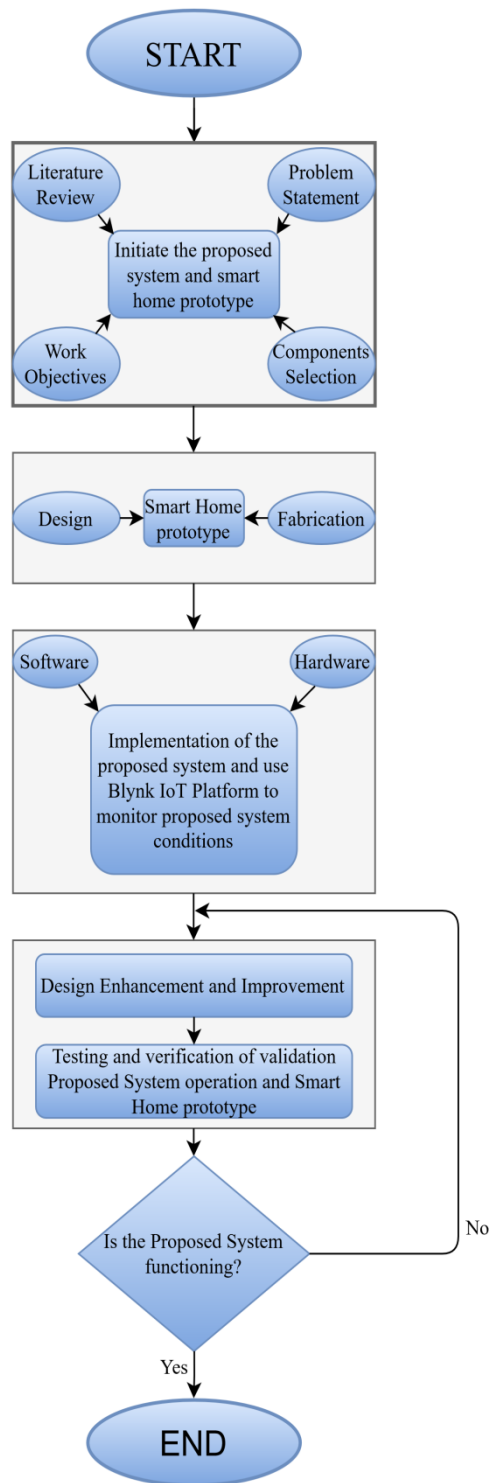 START
Literature
Review
Problem
Statement
Initiate the proposed
system and smart
home prototype
Work
Objectives
Components
Selection
Design
Smart Home
prototype
Fabrication
Software
Hardware
Implementation of the
proposed system and use
Blynk IoT Platform to
monitor proposed system
conditions
Design Enhancement and Improvement
Testing and verification of validation
Proposed System operation and Smart
Home prototype
Is the Proposed System
functioning?
No
Yes
END